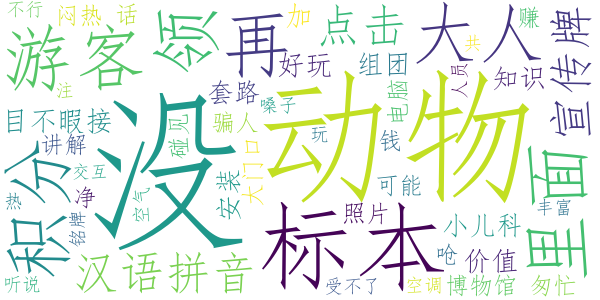 不行
闷热
话
领
再
加
点击
大人
赚
共
宣传牌
游客
注
好玩
组团
人员
知识
套路
嗓子
电脑
目不暇接
没
骗人
动物
讲解
碰见
玩
钱
积分
交互
大门口
里面
热
净
空气
安装
可能
丰富
铭牌
标本
照片
小儿科
汉语拼音
呛
价值
听说
受不了
空调
博物馆
匆忙